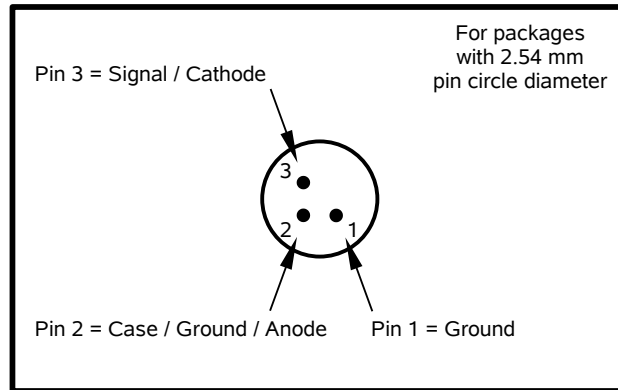 For packages
with 2.54 mm
pin circle diameter
Pin 3 = Signal / Cathode
3
2
1
Pin 2 = Case / Ground / Anode
Pin 1 = Ground